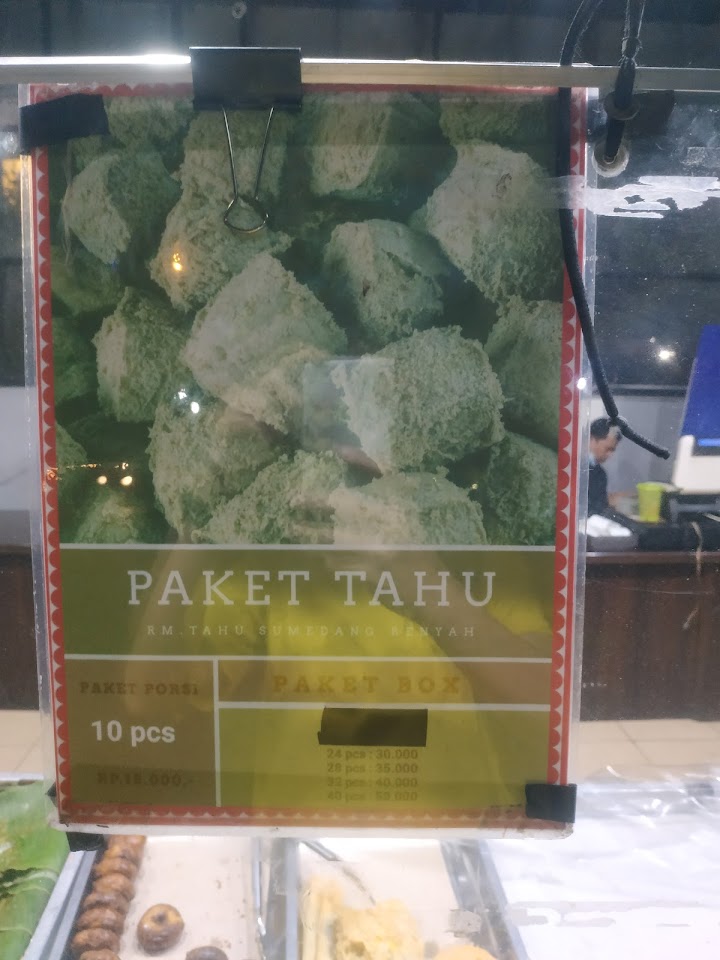 PAKET TAHU
RM.TAHU SUMEDANG RENYAH
PAKET PORSI
10 pcs
RP.18.000,-
PAKET BOX
24 pcs : 30.000
28 pcs : 35.000
32 pcs : 40.000
40 pcs : 50.000